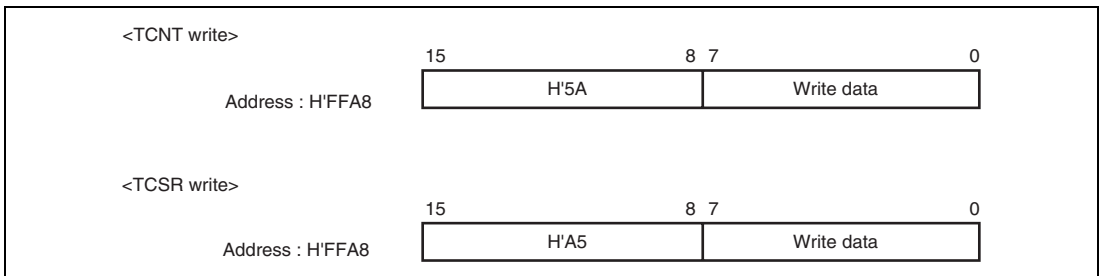 <TCNT write>
15 8 7 0
Address : H'FFA8 H'5A Write data
<TCSR write>
15 8 7 0
Address : H'FFA8 H'A5 Write data